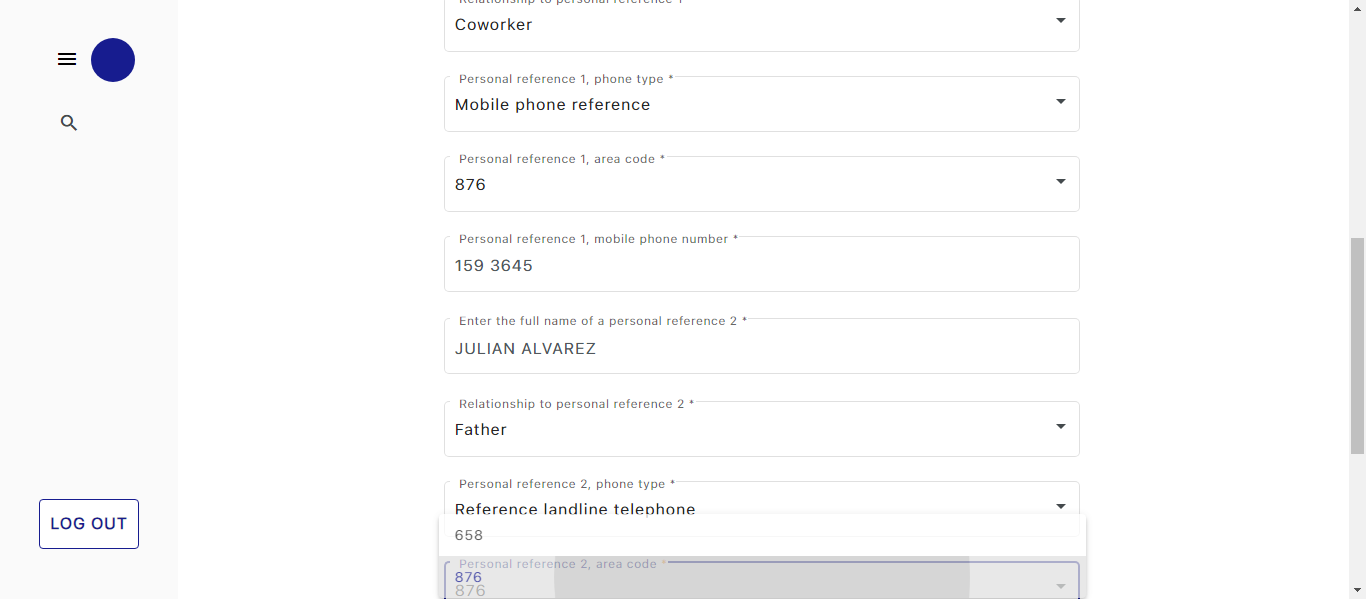 Relationship to personal reference 1
Coworker
Personal reference 1, phone type *
Mobile phone reference
Personal reference 1, area code *
876
Personal reference 1, mobile phone number *
159 3645
Enter the full name of a personal reference 2 *
JULIAN ALVAREZ
Relationship to personal reference 2 *
Father
Personal reference 2, phone type *
Reference landline telephone
658
Personal reference 2, area code *
876
876
LOG OUT